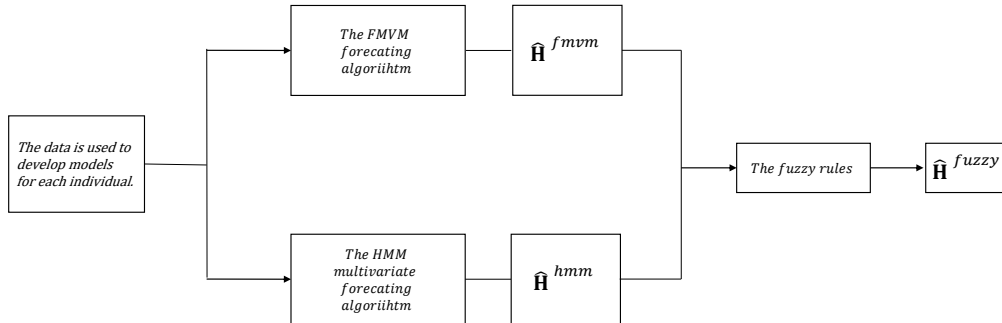 The FMVM
forecating
algoriihtm
Ĥ fmvm
The data is used to
develop models
for each individual.
The fuzzy rules
Ĥ fuzzy
The HMM
multivariate
forecating
algoriihtm
Ĥ hmm